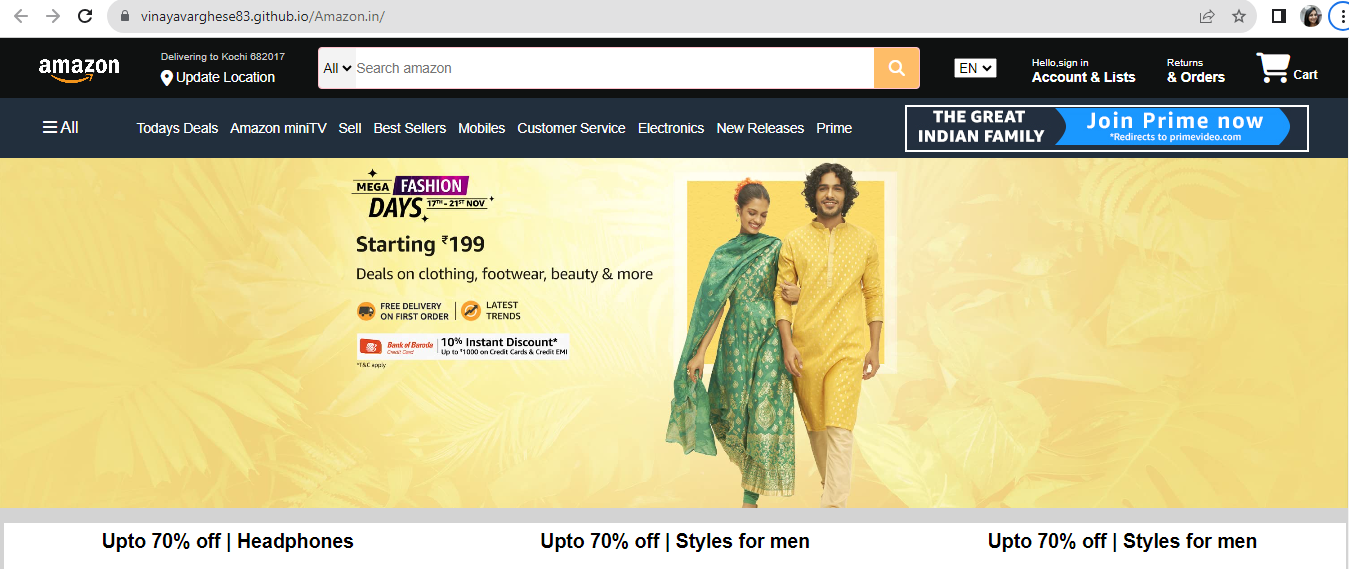 vinayavarghese83.github.io/Amazon.in/
amazon
Delivering to Kochi 682017
Update Location
All
Search amazon
EN
Hello,sign in
Account & Lists
Returns
& Orders
Cart
All
Todays Deals
Amazon miniTV
Sell
Best Sellers
Mobiles
Customer Service
Electronics
New Releases
Prime
THE GREAT
INDIAN FAMILY
Join Prime now
*Redirects to primevideo.com
MEGA FASHION
DAYS 17TH - 21ST NOV
Starting ₹199
Deals on clothing, footwear, beauty & more
FREE DELIVERY
ON FIRST ORDER
LATEST
TRENDS
Bank of Baroda
Credit Card
10% Instant Discount*
Up to ₹1000 on Credit Cards & Credit EMI
*T&C apply
Upto 70% off | Headphones
Upto 70% off | Styles for men
Upto 70% off | Styles for men